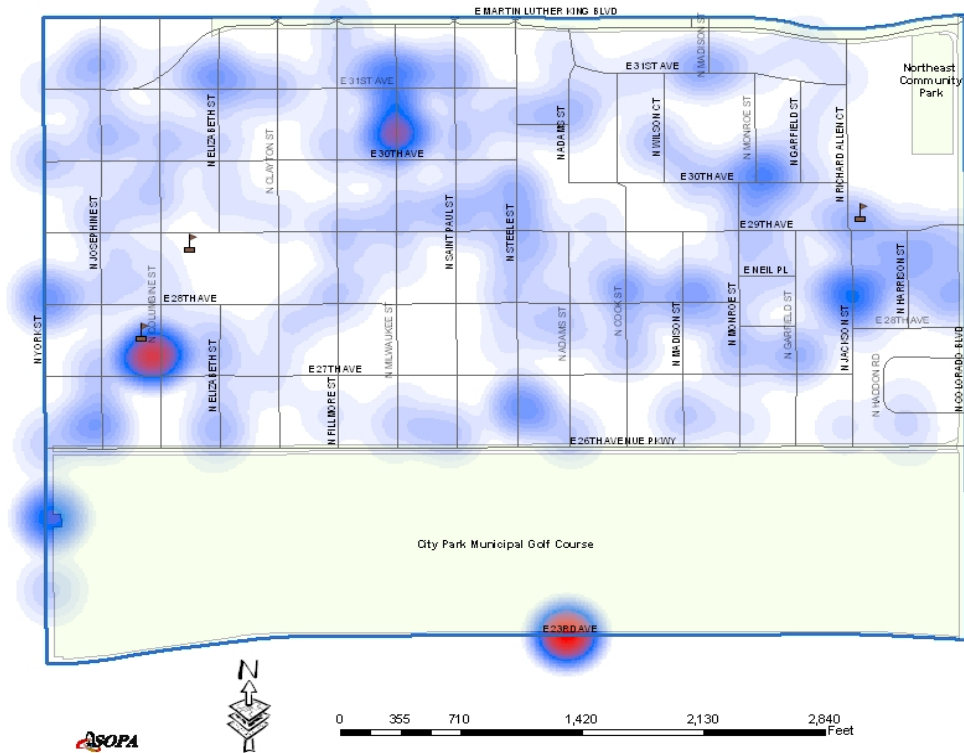 E MARTIN LUTHER KING BLVD
N MADISON ST
E 31ST AVE
Northeast
Community
Park
E 31ST AVE
N ELIZABETH ST
N CLAYTON ST
N ADAMS ST
N WILSON CT
N MONROE ST
N GARFIELD ST
N RICHARD ALLEN CT
E 30TH AVE
E 30TH AVE
N JOSEPHINE ST
N SAINT PAUL ST
N STEELE ST
E 29TH AVE
N COLUMBINE ST
E NEIL PL
N HARRISON ST
E 28TH AVE
N YORK ST
N MILWAUKEE ST
N ADAMS ST
N COOK ST
N MADISON ST
N MONROE ST
N GARFIELD ST
N JACKSON ST
E 28TH AVE
N ELIZABETH ST
E 27TH AVE
N FILLMORE ST
N HADDON RD
N COLORADO BLVD
E 26TH AVENUE PKWY
City Park Municipal Golf Course
E 23RD AVE
N
0 355 710 1,420 2,130 2,840
Feet
SOPA